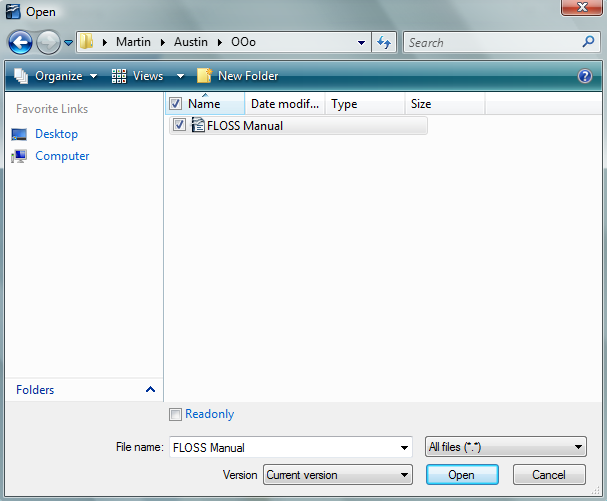 Open
Martin Austin OOo Search
Organize Views New Folder
Favorite Links
Desktop
Computer
Name Date modif... Type Size
FLOSS Manual
Folders
Readonly
File name: FLOSS Manual All files (*.*)
Version Current version Open Cancel